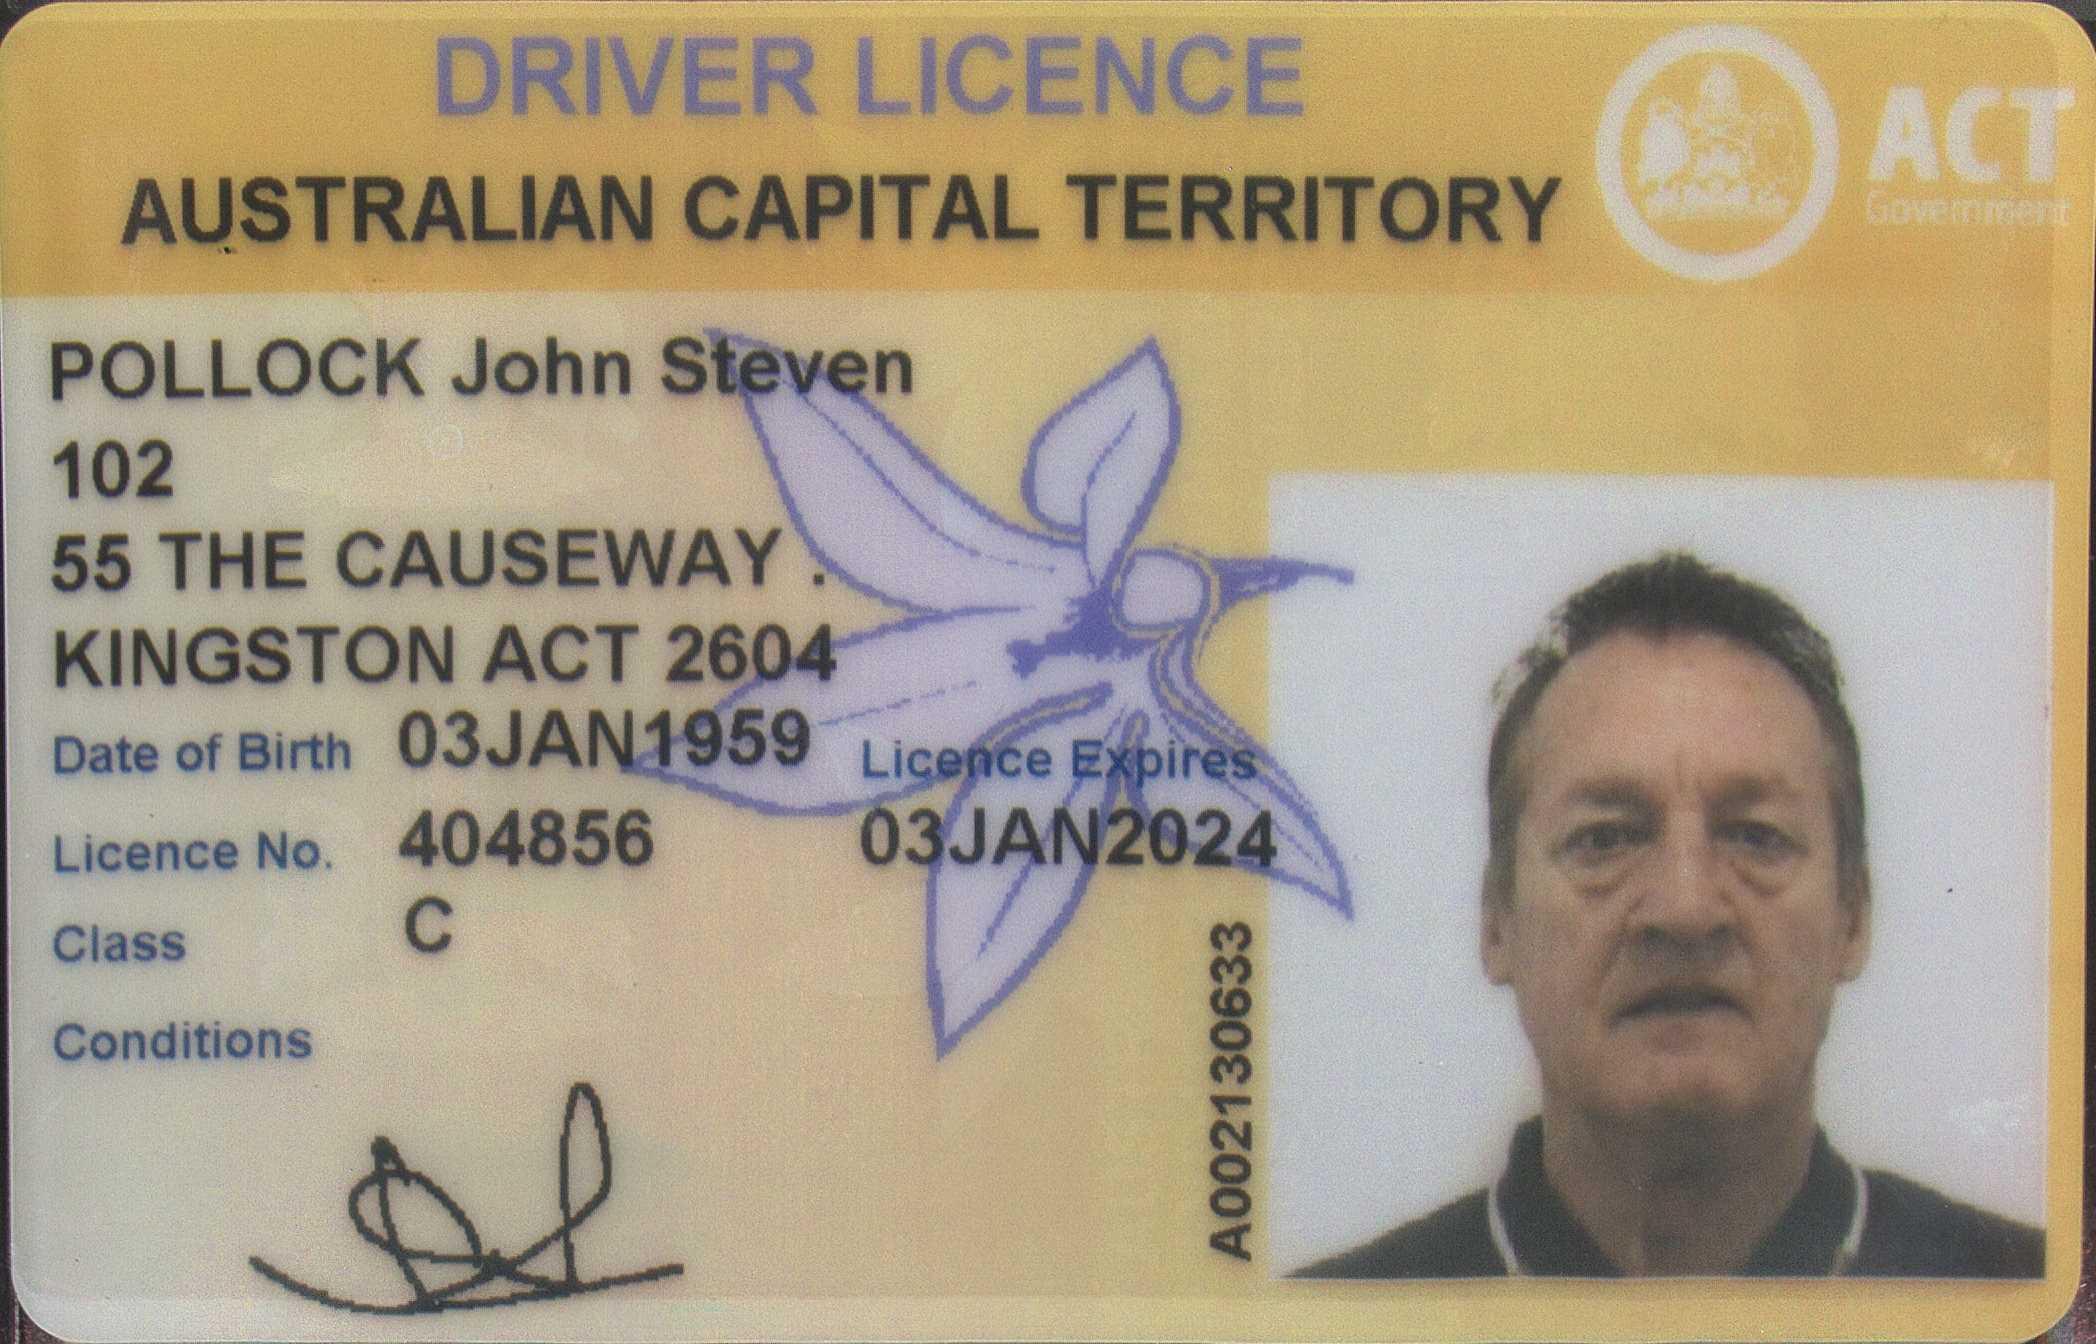 DRIVER LICENCE
AUSTRALIAN CAPITAL TERRITORY
ACT
Government
POLLOCK John Steven
102
55 THE CAUSEWAY .
KINGSTON ACT 2604
Date of Birth 03JAN1959
Licence Expires
Licence No. 404856
03JAN2024
Class C
Conditions
A002130633